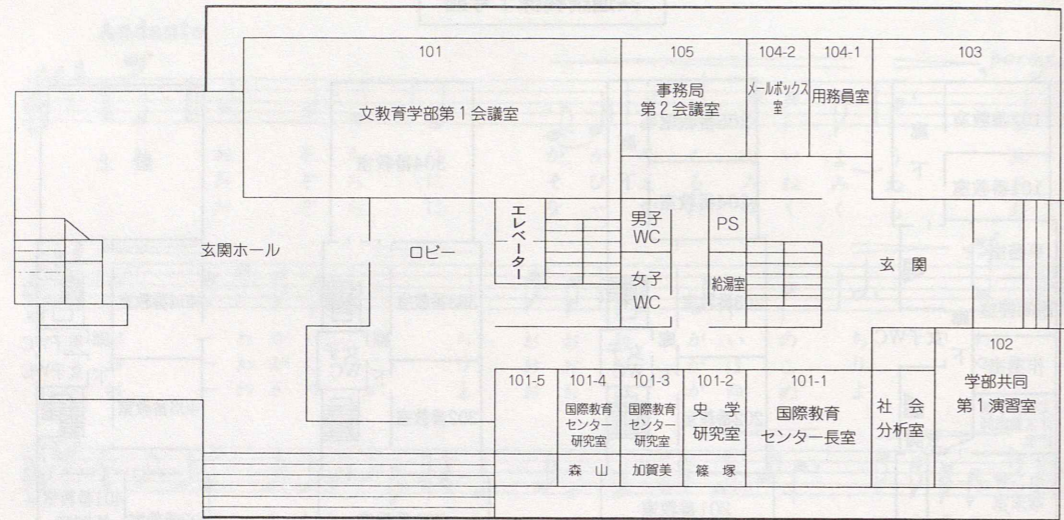 101
文教育学部第1会議室
105
事務局
第2会議室
104-2
メールボックス
室
104-1
用務員室
103
玄関ホール
ロビー
エレベーター
男子
WC
女子
WC
PS
給湯室
玄 関
101-5
101-4
国際教育
センター
研究室
森 山
101-3
国際教育
センター
研究室
加賀美
101-2
史 学
研究室
篠 塚
101-1
国際教育
センター長室
社 会
分析室
102
学部共同
第1演習室